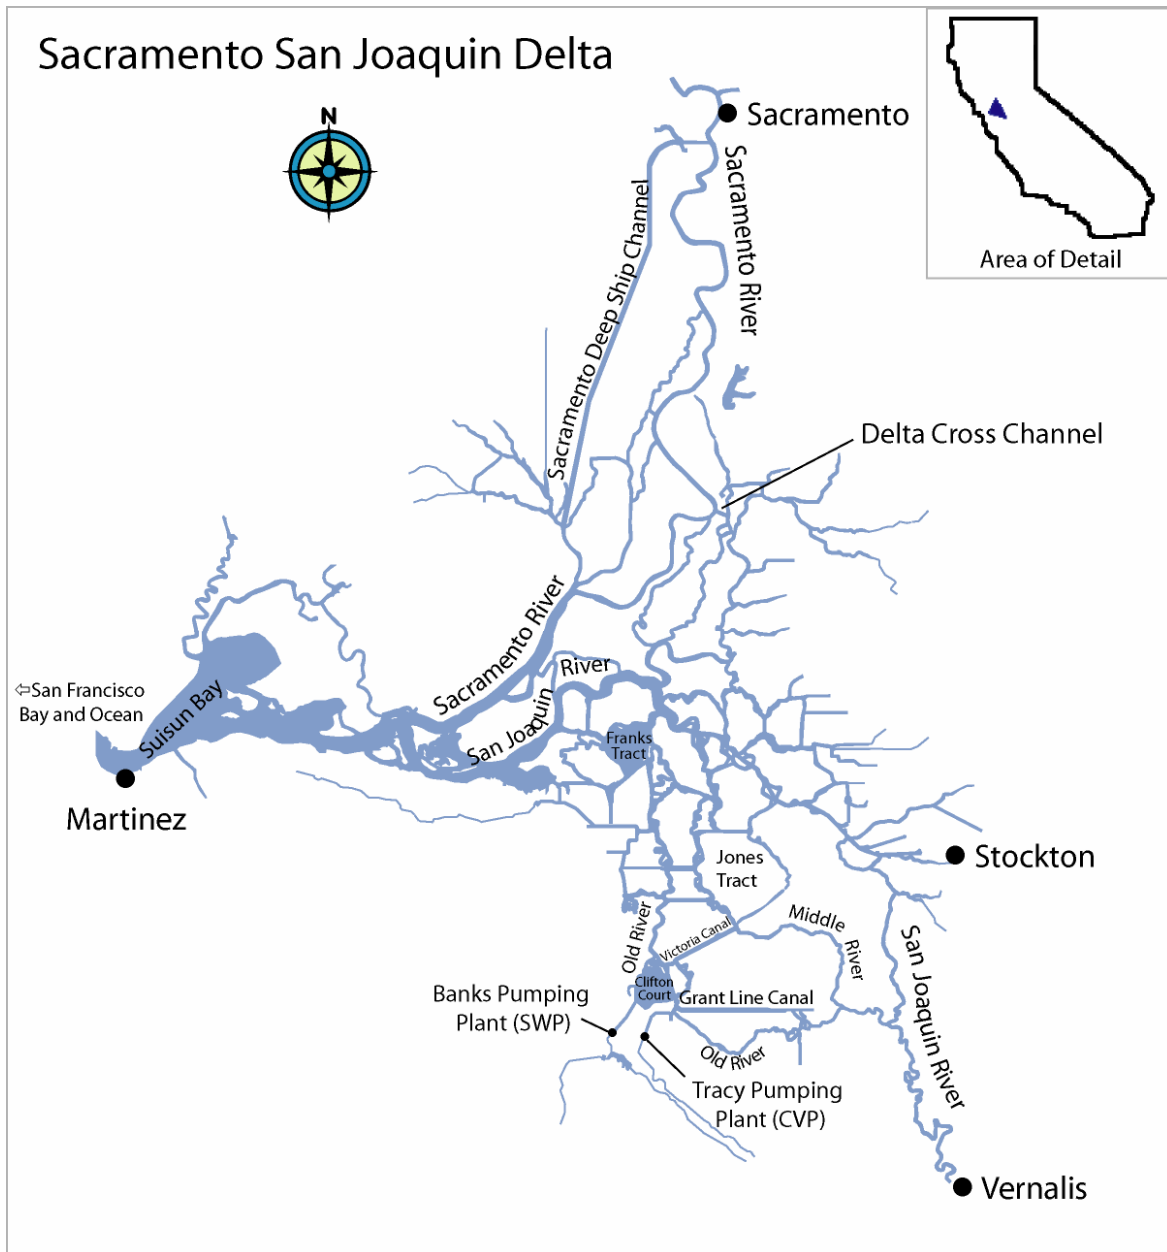 Sacramento San Joaquin Delta
N
Sacramento
Area of Detail
Sacramento River
Sacramento Deep Ship Channel
Delta Cross Channel
Sacramento River
San Joaquin River
⇦San Francisco
Bay and Ocean
Suisun Bay
Franks
Tract
Martinez
Jones
Tract
Stockton
Old River
Victoria Canal
Middle River
San Joaquin River
Clifton
Court
Grant Line Canal
Banks Pumping
Plant (SWP)
Old River
Tracy Pumping
Plant (CVP)
Vernalis